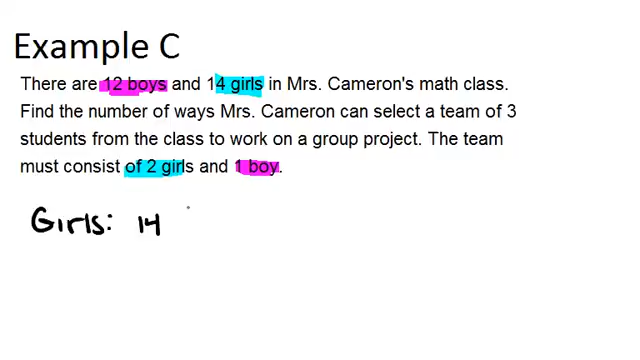 Example C
There are 12 boys and 14 girls in Mrs. Cameron's math class.
Find the number of ways Mrs. Cameron can select a team of 3
students from the class to work on a group project. The team
must consist of 2 girls and 1 boy.
Girls: 14